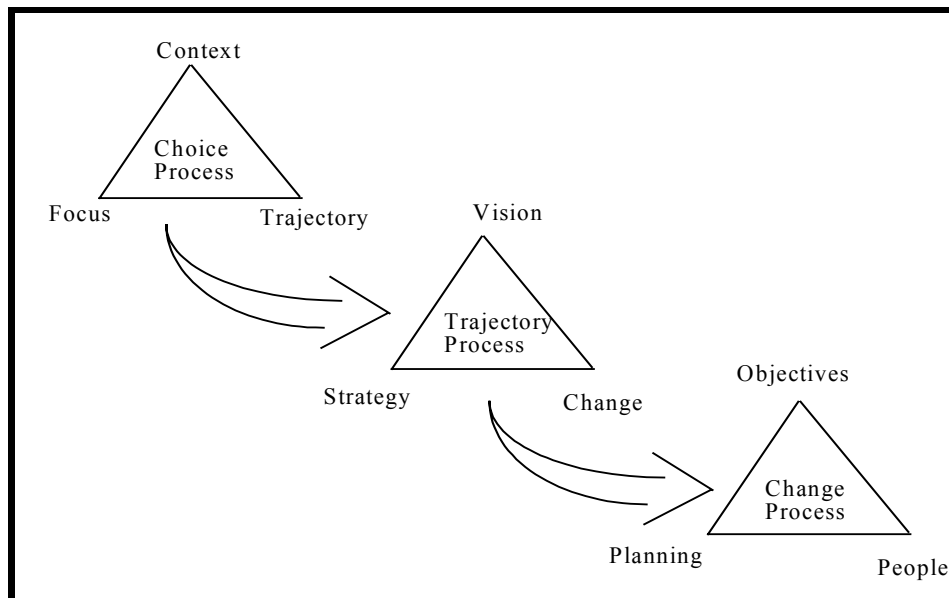 Context
Choice
Process
Focus
Trajectory
Vision
Trajectory
Process
Strategy
Change
Objectives
Change
Process
Planning
People